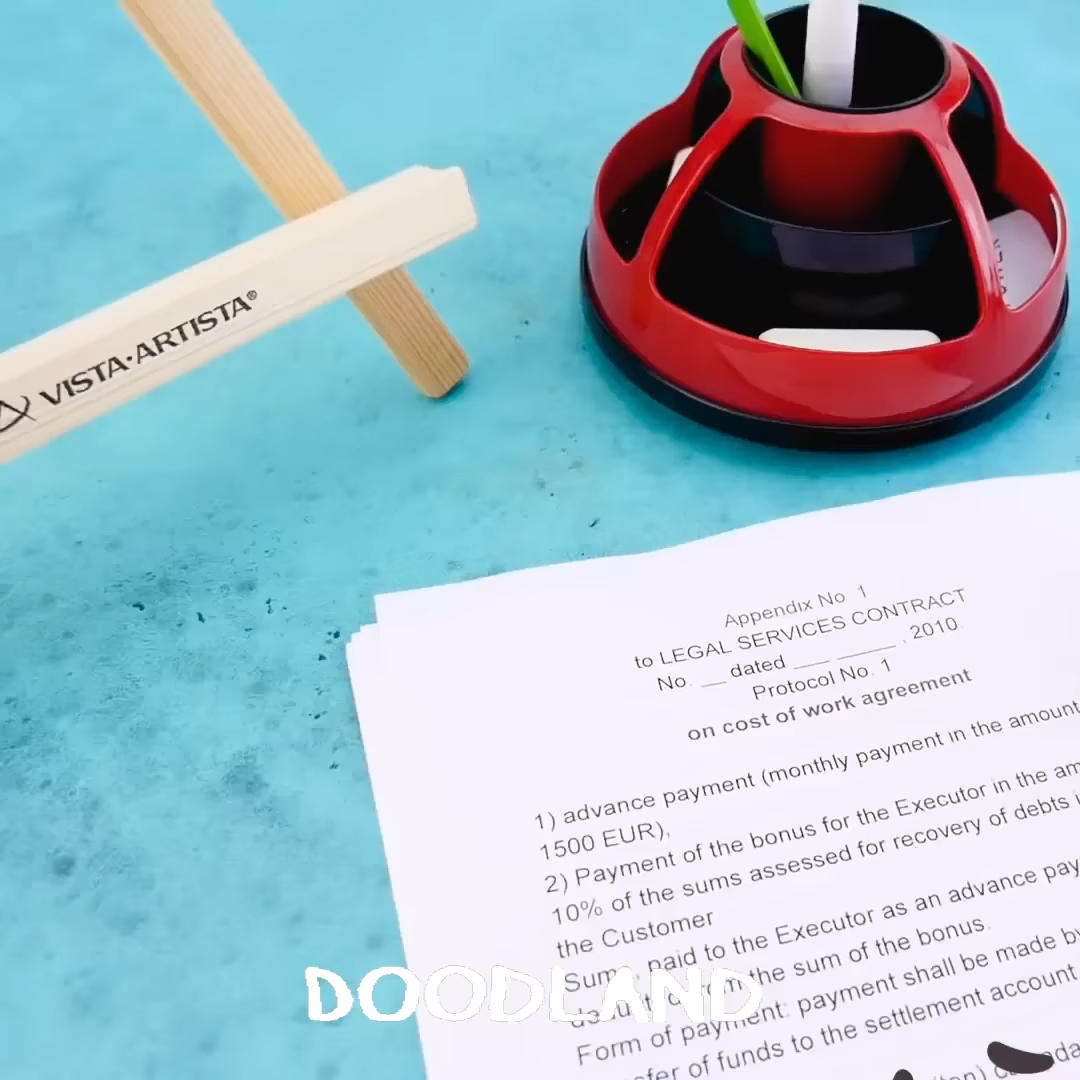 VISTA·ARTISTA®
Appendix No 1
to LEGAL SERVICES CONTRACT
No. __ dated ___ _____ . 2010.
Protocol No. 1
on cost of work agreement
1) advance payment (monthly payment in the amount
1500 EUR),
2) Payment of the bonus for the Executor in the am
10% of the sums assessed for recovery of debts
the Customer
Sums, paid to the Executor as an advance pay
from the sum of the bonus.
Form of payment: payment shall be made by
sfer of funds to the settlement account
DOODLAND